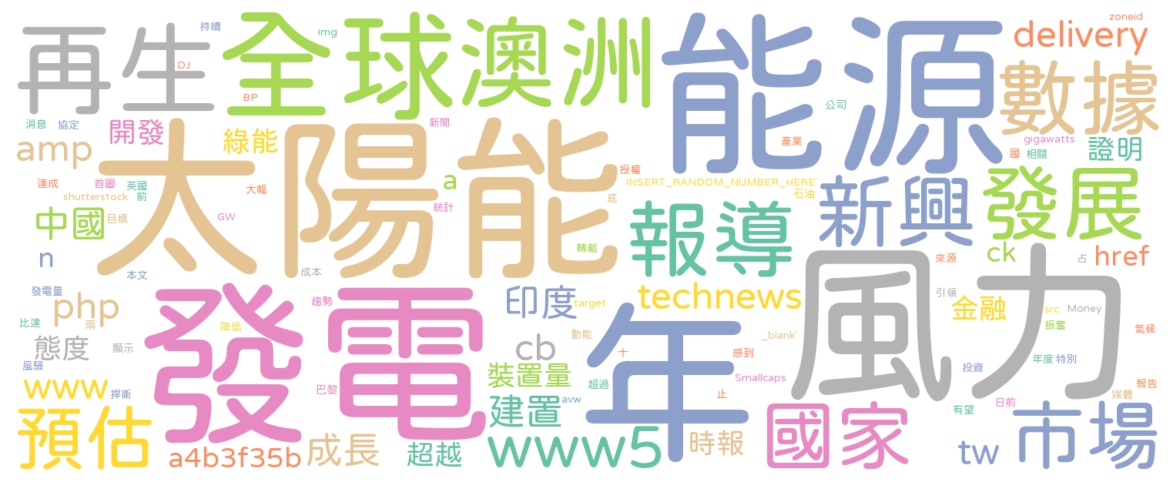 再生
持續
DJ
全球
BP
img
澳洲
能源
公司
產業
delivery
zoneid
數據
gigawatts
國
相關
證明
消息
協定
開發
綠能
amp
太陽能
新聞
授權
a
INSERT_RANDOM_NUMBER_HERE'
石油
達成
首圖
英國
前
大幅
shutterstock
中國
目標
GW
統計
底
報導
新興
發展
轉載
n
本文
成本
ck
來源
占
href
發電量
php
兩
比達
趨勢
降低
發電
印度
target
technews
年
風力
引領
金融
src
Money
振奮
氣候
態度
顯示
動能
_blank'
十
感到
cb
風騷
www
捍衛
巴黎
裝置量
超過
avw
Smallcaps
止
投資
年度
特別
報告
媒體
日前
有望
預估
建置
國家
市場
a4b3f35b
成長
超越
www5
時報
tw